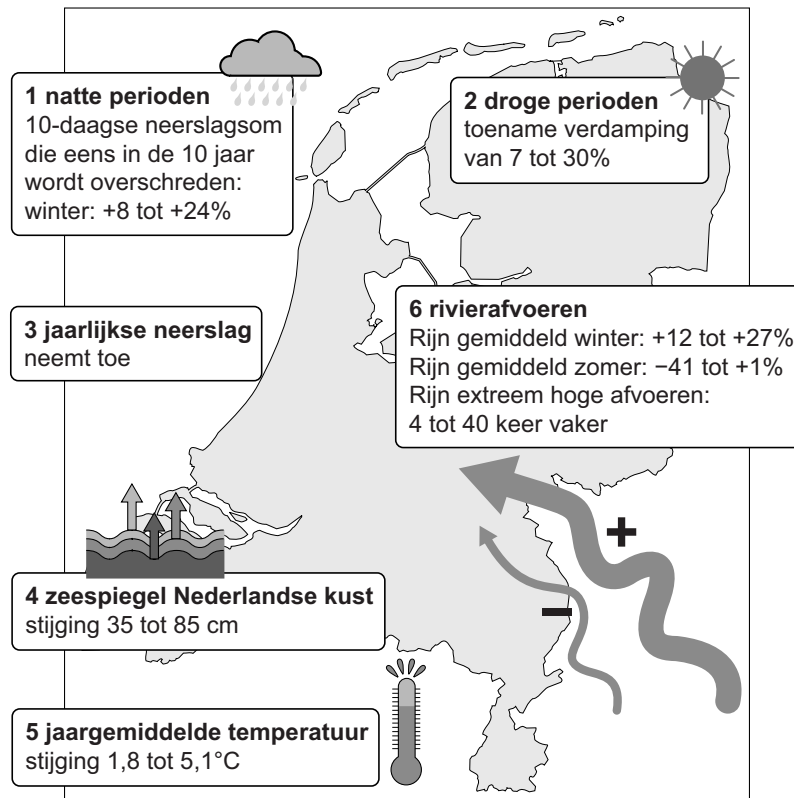 1 natte perioden
10-daagse neerslagsom
die eens in de 10 jaar
wordt overschreden:
winter: +8 tot +24%
2 droge perioden
toename verdamping
van 7 tot 30%
3 jaarlijkse neerslag
neemt toe
6 rivierafvoeren
Rijn gemiddeld winter: +12 tot +27%
Rijn gemiddeld zomer: −41 tot +1%
Rijn extreem hoge afvoeren:
4 tot 40 keer vaker
+
−
4 zeespiegel Nederlandse kust
stijging 35 tot 85 cm
5 jaargemiddelde temperatuur
stijging 1,8 tot 5,1°C